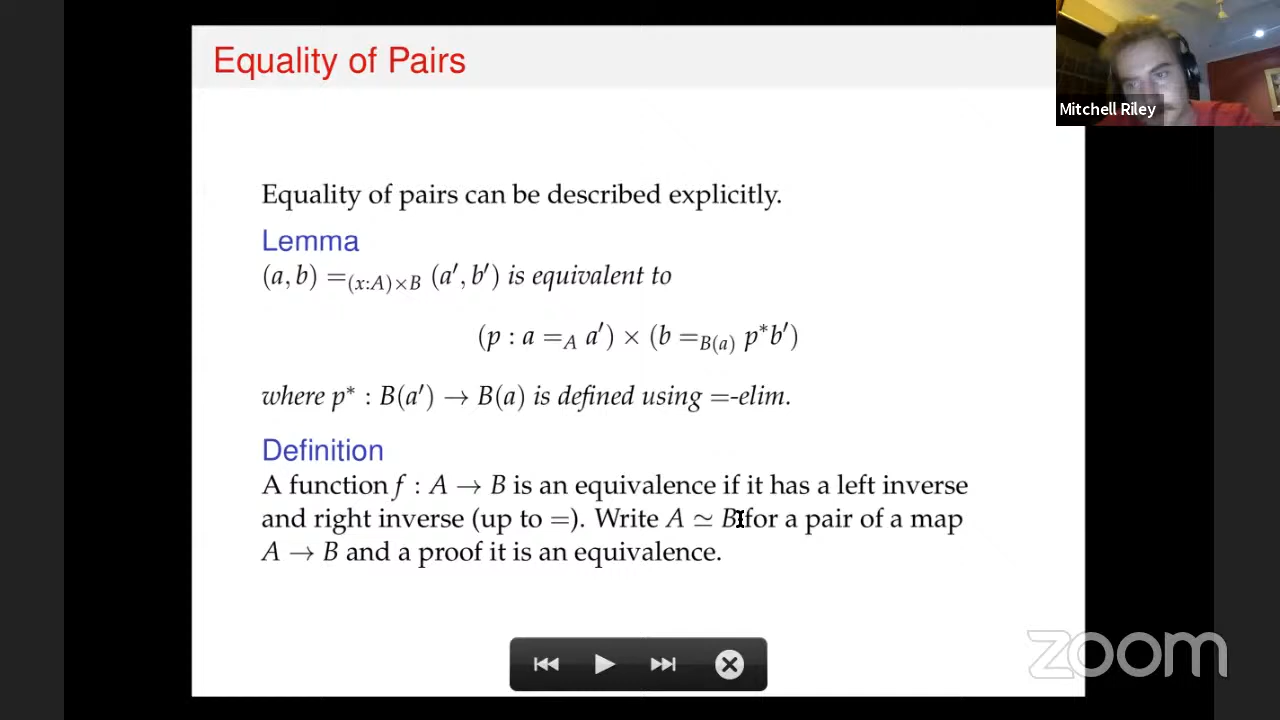 Equality of Pairs
Mitchell Riley
Equality of pairs can be described explicitly.
Lemma
(a, b) =₍ₓ:A₎×B (a′, b′) is equivalent to
(p : a =A a′) × (b =B(a) p*b′)
where p* : B(a′) → B(a) is defined using =-elim.
Definition
A function f : A → B is an equivalence if it has a left inverse
and right inverse (up to =). Write A ≃ B for a pair of a map
A → B and a proof it is an equivalence.
zoom